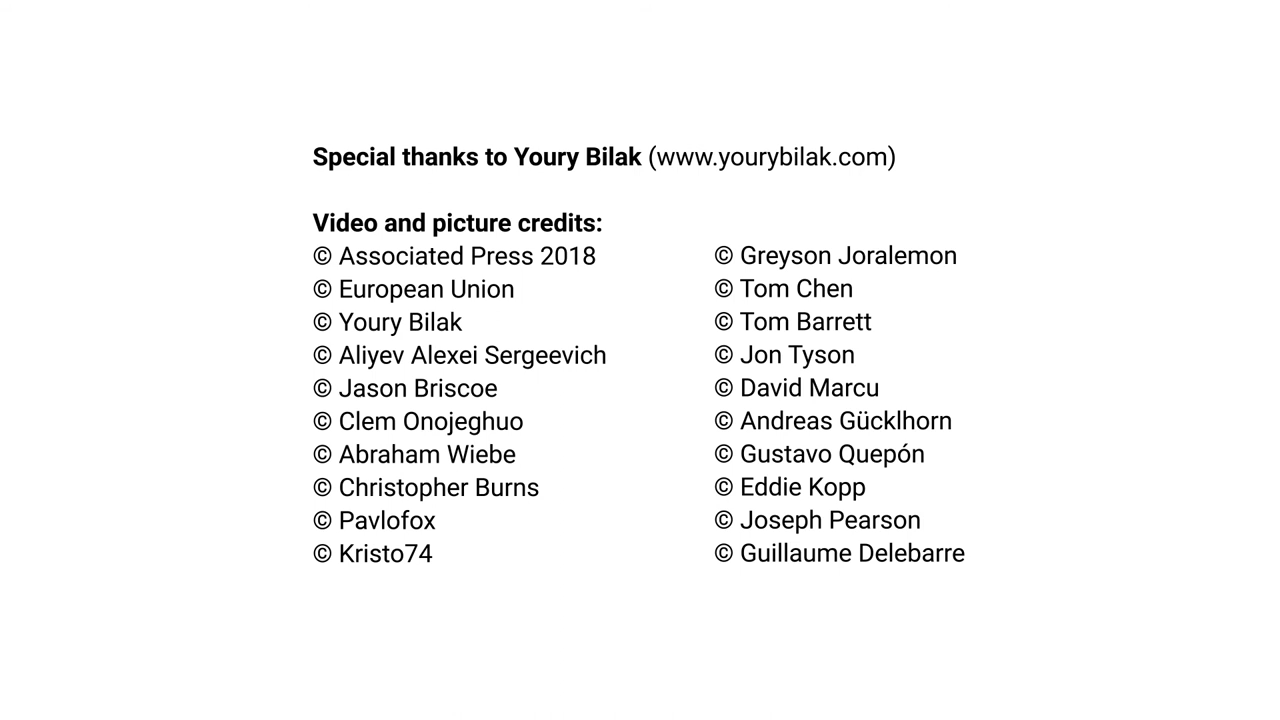 Special thanks to Youry Bilak (www.yourybilak.com)
Video and picture credits:
© Associated Press 2018
© European Union
© Youry Bilak
© Aliyev Alexei Sergeevich
© Jason Briscoe
© Clem Onojeghuo
© Abraham Wiebe
© Christopher Burns
© Pavlofox
© Kristo74
© Greyson Joralemon
© Tom Chen
© Tom Barrett
© Jon Tyson
© David Marcu
© Andreas Gücklhorn
© Gustavo Quepón
© Eddie Kopp
© Joseph Pearson
© Guillaume Delebarre